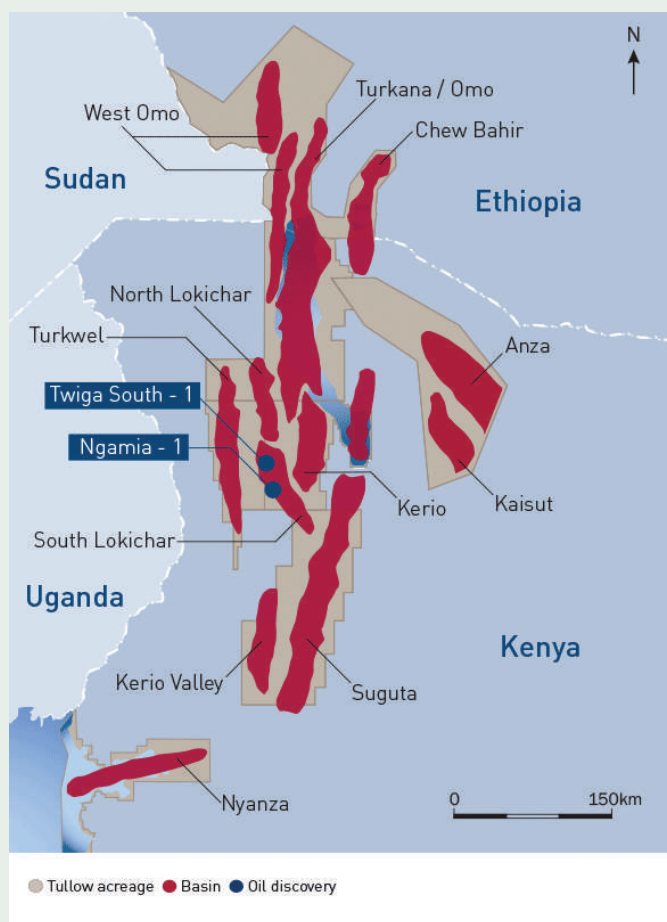 N
Turkana / Omo
West Omo
Chew Bahir
Sudan
Ethiopia
North Lokichar
Turkwel
Anza
Twiga South - 1
Ngamia - 1
Kerio
Kaisut
South Lokichar
Uganda
Kenya
Kerio Valley
Suguta
Nyanza
0 150km
Tullow acreage Basin Oil discovery